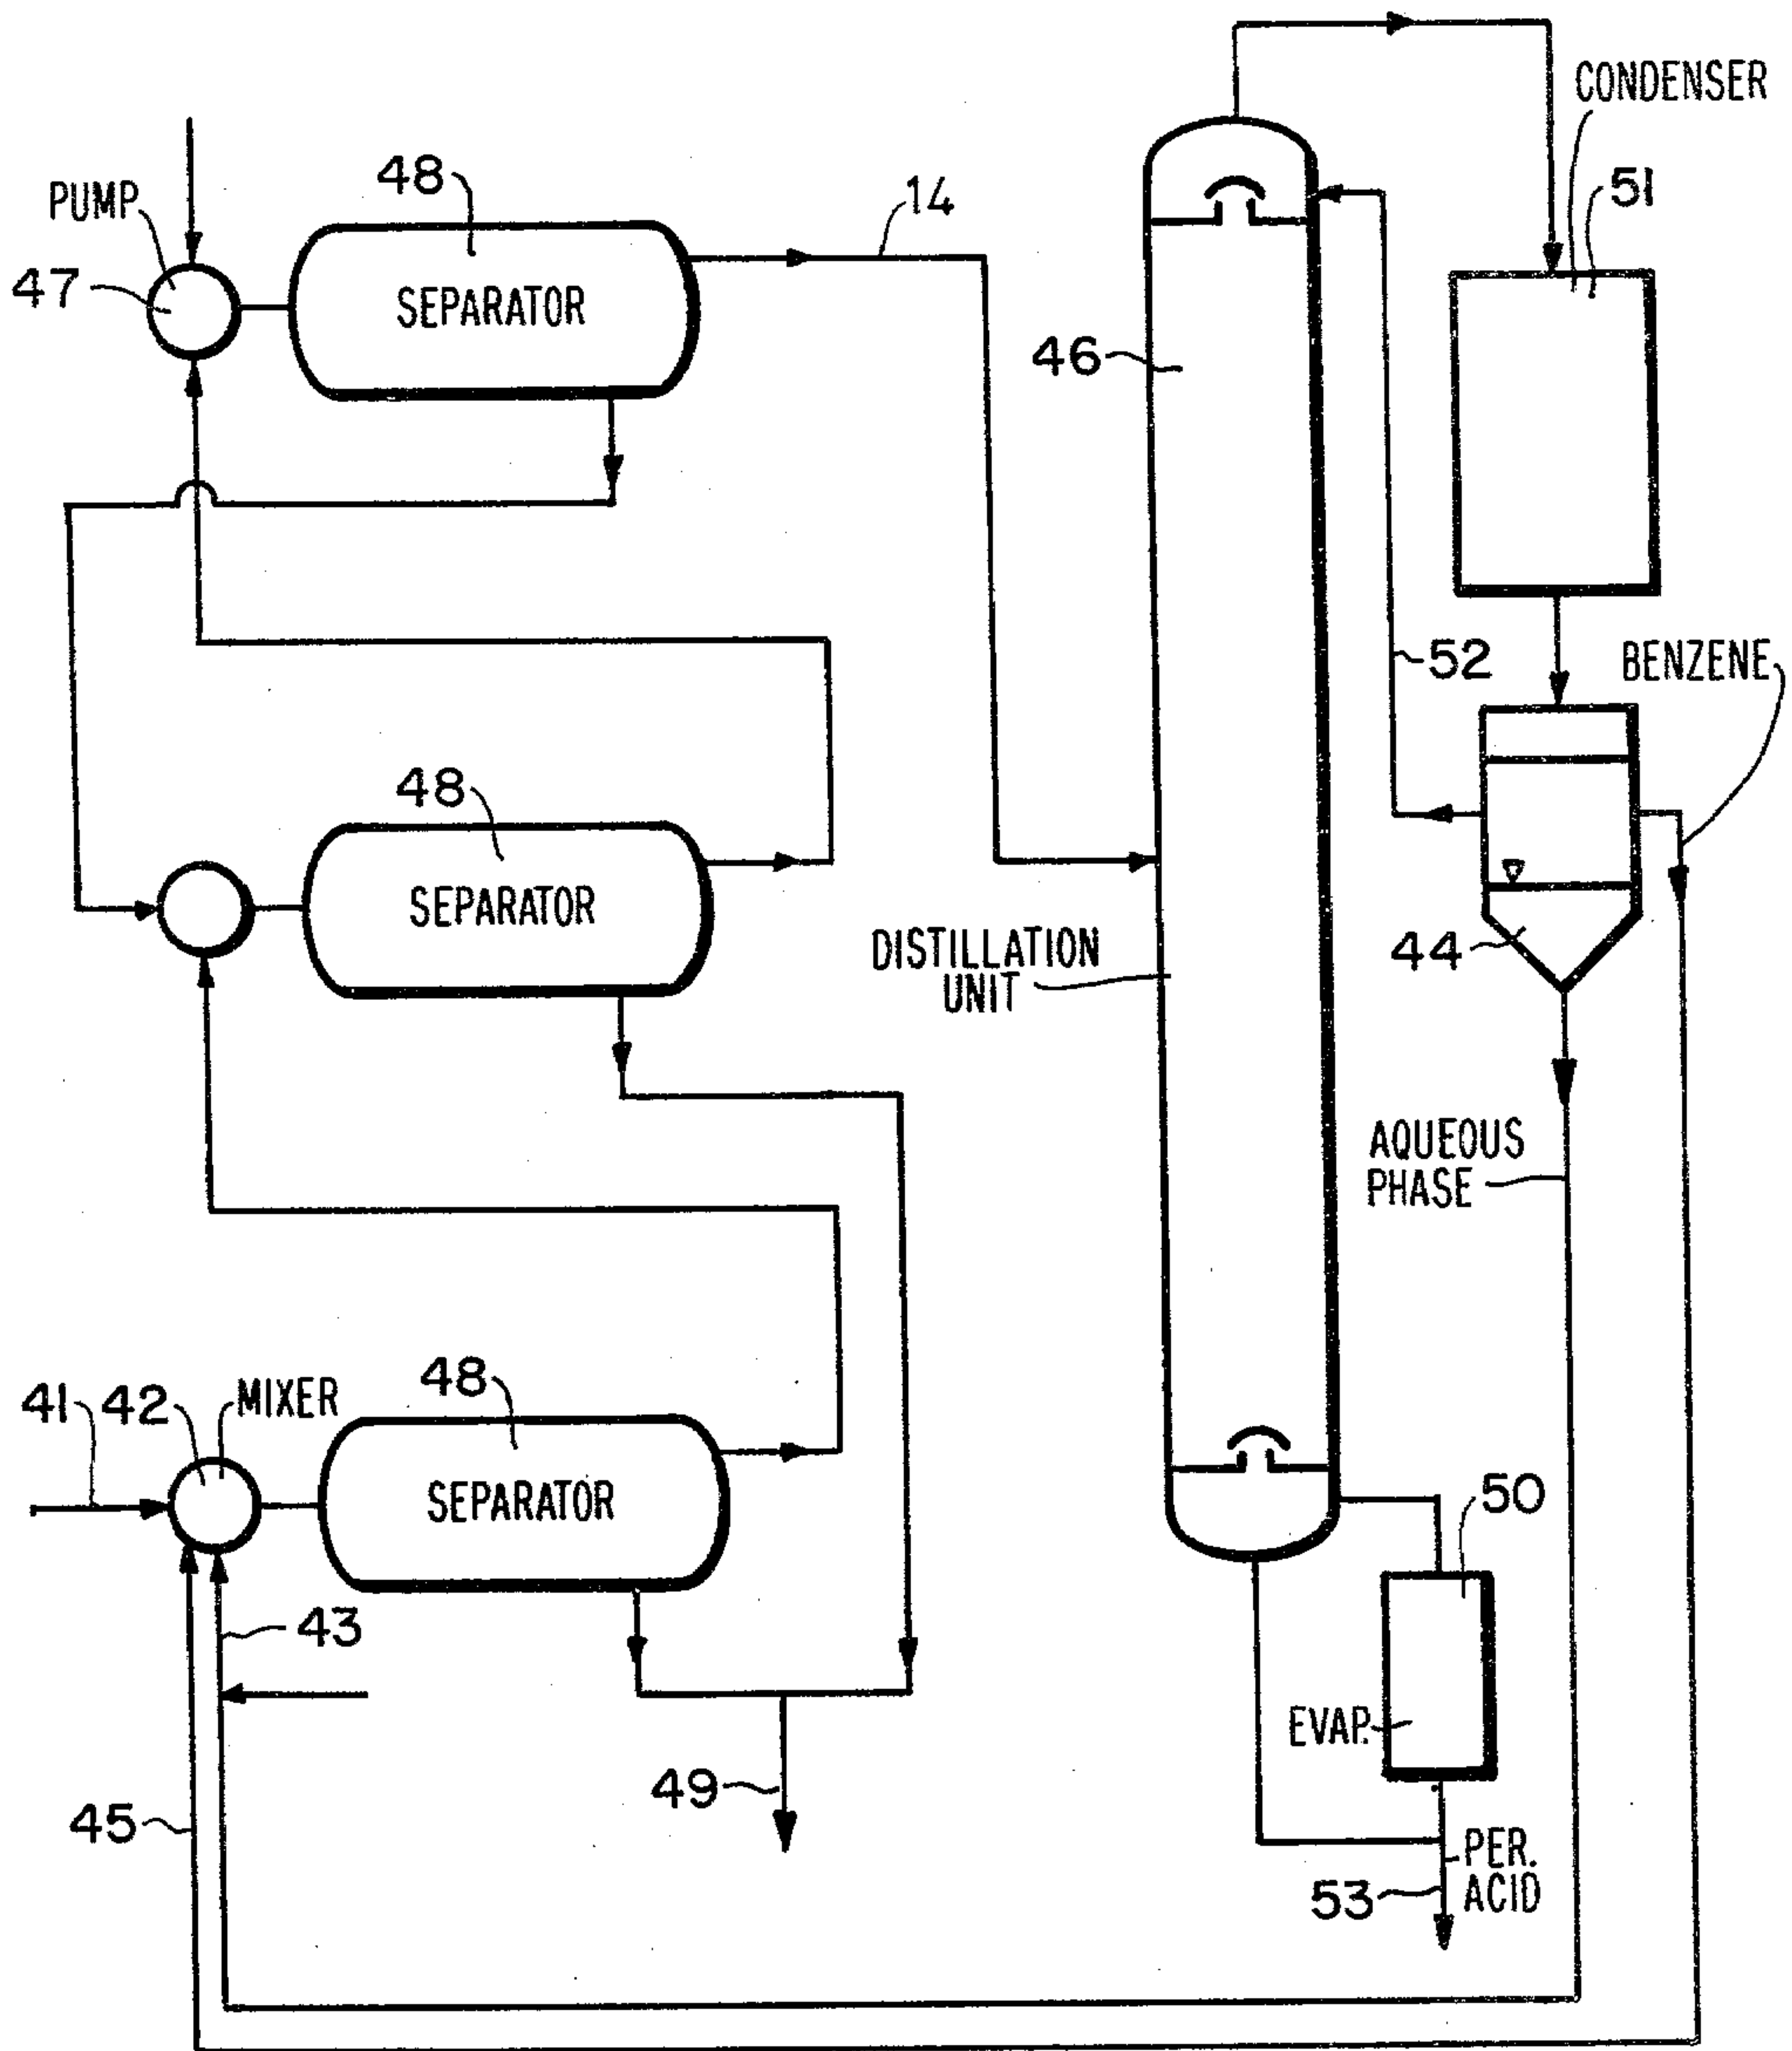 CONDENSER
PUMP
48
14
51
47
SEPARATOR
46
52
BENZENE
48
SEPARATOR
DISTILLATION
UNIT
44
AQUEOUS
PHASE
48
41
42
MIXER
SEPARATOR
50
43
EVAP.
49
45
PER.
ACID
53